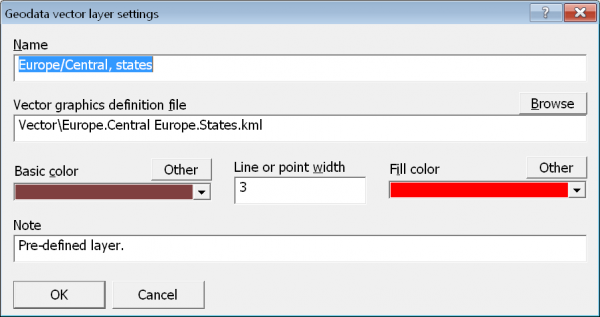 Geodata vector layer settings
Name
Europe/Central, states
Vector graphics definition file
Browse
Vector\Europe.Central Europe.States.kml
Basic color
Other
Line or point width
3
Fill color
Other
Note
Pre-defined layer.
OK
Cancel